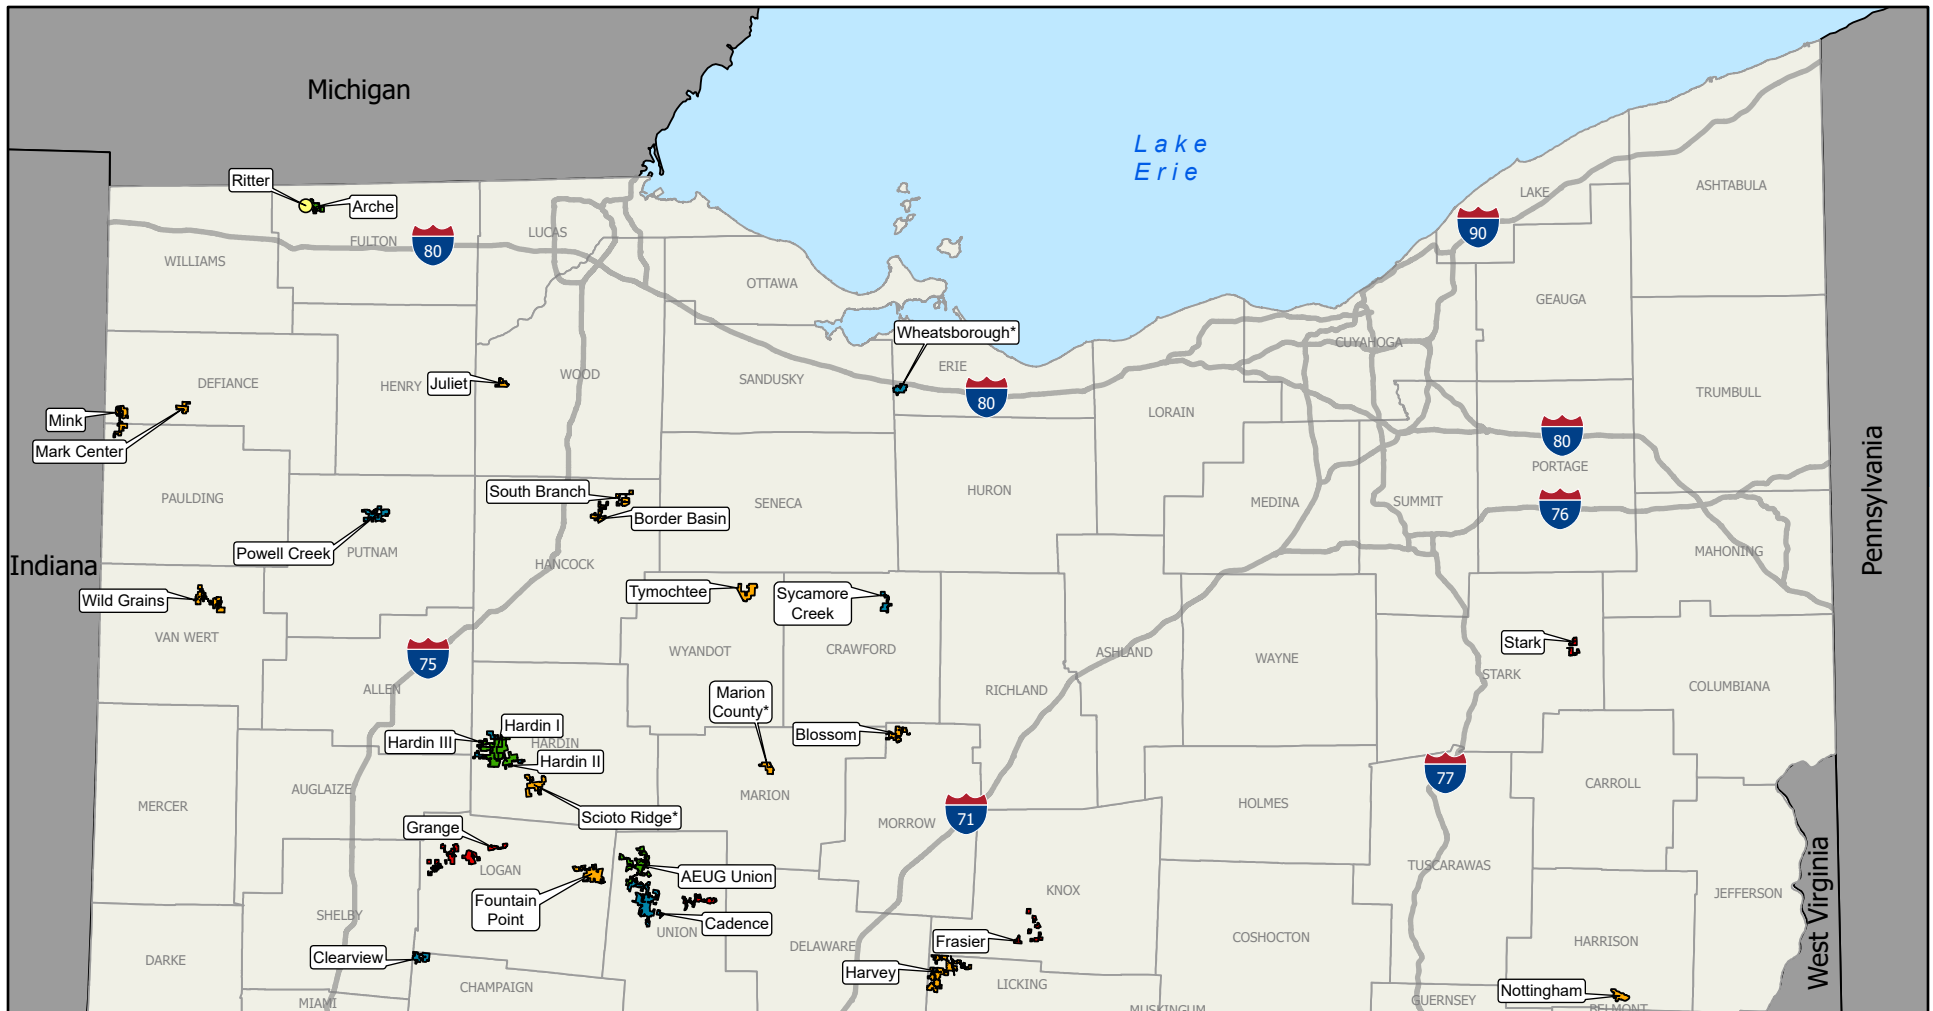 Michigan
Lake
Erie
Ritter
Arche
LAKE
ASHTABULA
90
FULTON
80
LUCAS
WILLIAMS
OTTAWA
GEAUGA
Wheatsborough*
CUYAHOGA
ERIE
DEFIANCE
HENRY
Juliet
WOOD
SANDUSKY
80
LORAIN
TRUMBULL
Mink
Mark Center
80
PORTAGE
Pennsylvania
PAULDING
South Branch
Border Basin
SENECA
HURON
MEDINA
SUMMIT
76
Powell Creek
PUTNAM
HANCOCK
MAHONING
Indiana
Wild Grains
Tymochtee
Sycamore
Creek
VAN WERT
75
WYANDOT
CRAWFORD
ASHLAND
WAYNE
Stark
STARK
ALLEN
RICHLAND
COLUMBIANA
Marion
County*
Hardin I
Hardin III
HARDIN
Hardin II
Blossom
77
AUGLAIZE
MERCER
MARION
HOLMES
CARROLL
Scioto Ridge*
Grange
MORROW
71
LOGAN
AEUG Union
TUSCARAWAS
Fountain
Point
KNOX
JEFFERSON
West Virginia
SHELBY
Cadence
UNION
DELAWARE
Frasier
COSHOCTON
HARRISON
DARKE
Clearview
Harvey
CHAMPAIGN
LICKING
Nottingham
MIAMI
GUERNSEY
MUSKINGUM
BELMONT